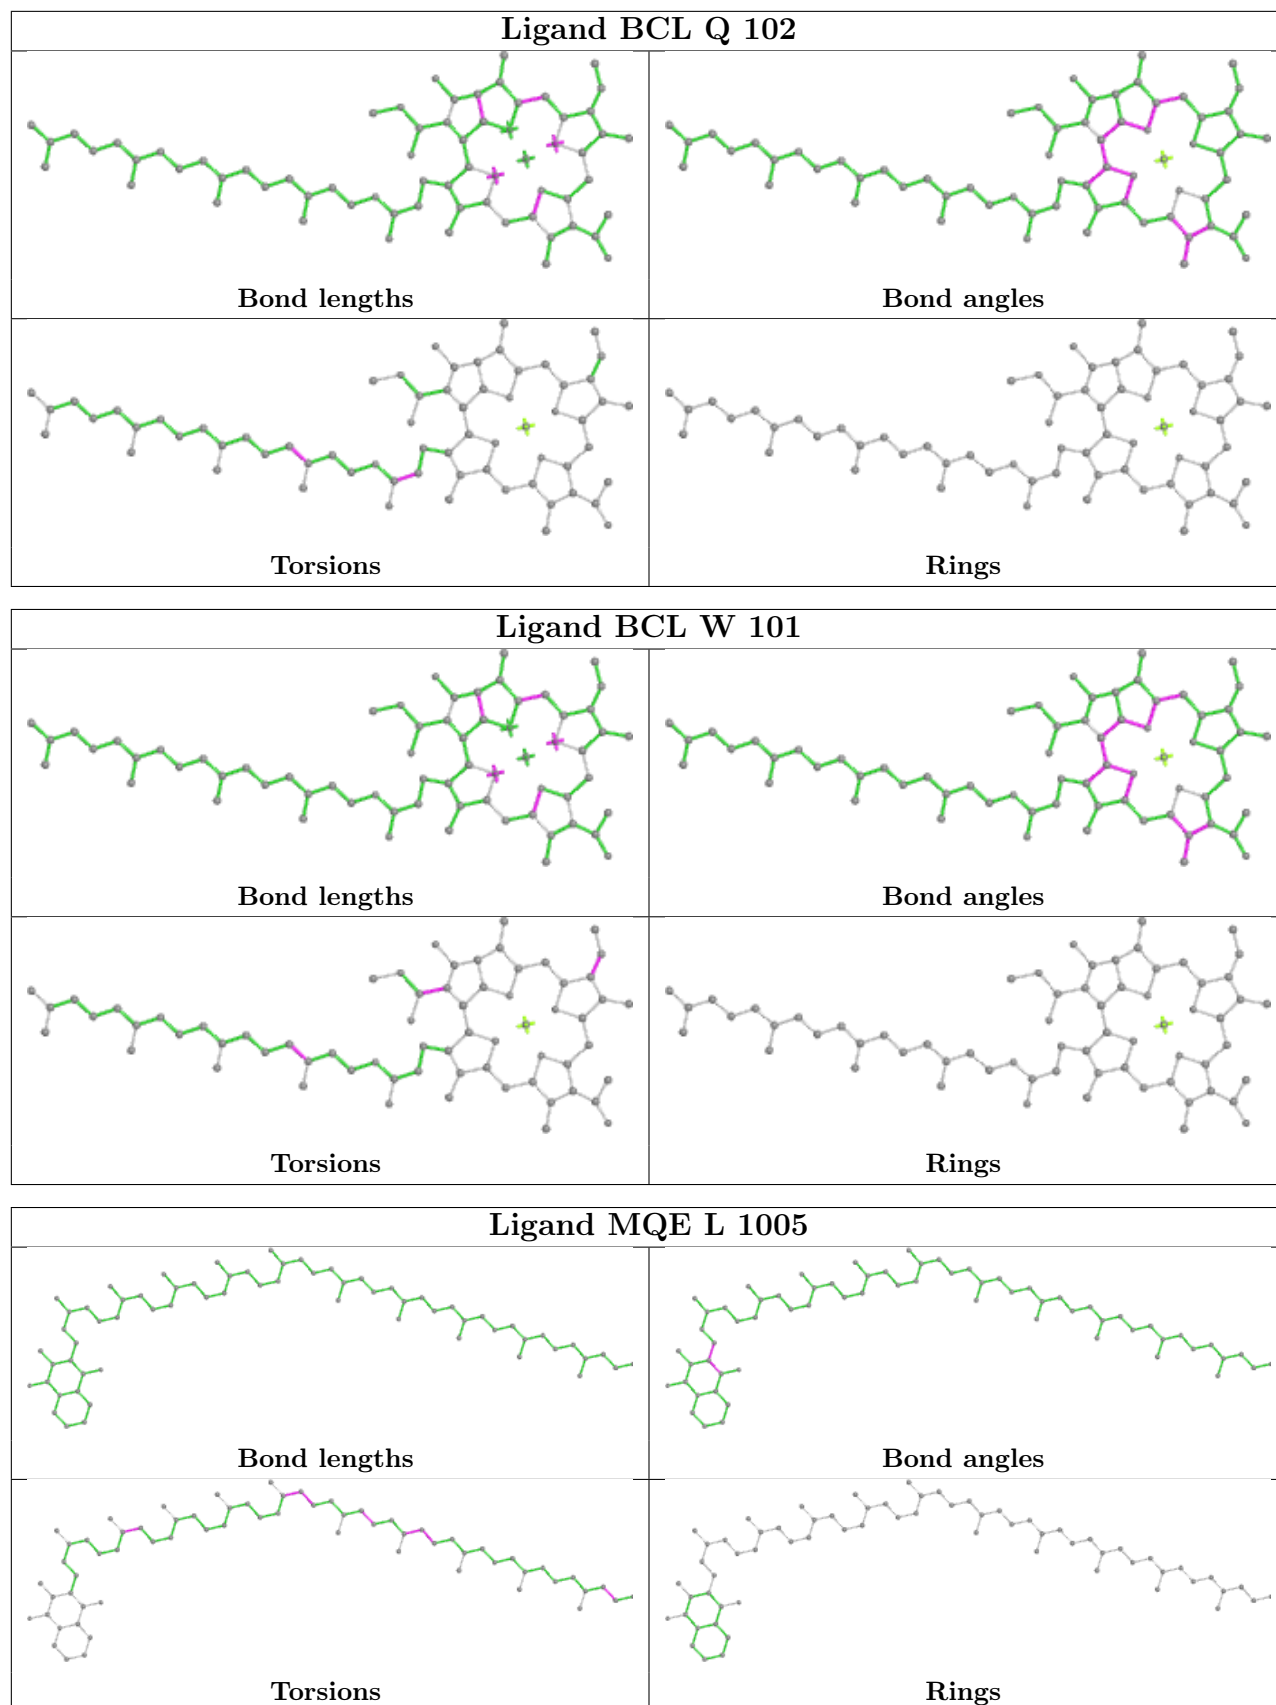 Ligand BCL Q 102
Bond lengths
Bond angles
Torsions
Rings
Ligand BCL W 101
Bond lengths
Bond angles
Torsions
Rings
Ligand MQE L 1005
Bond lengths
Bond angles
Torsions
Rings